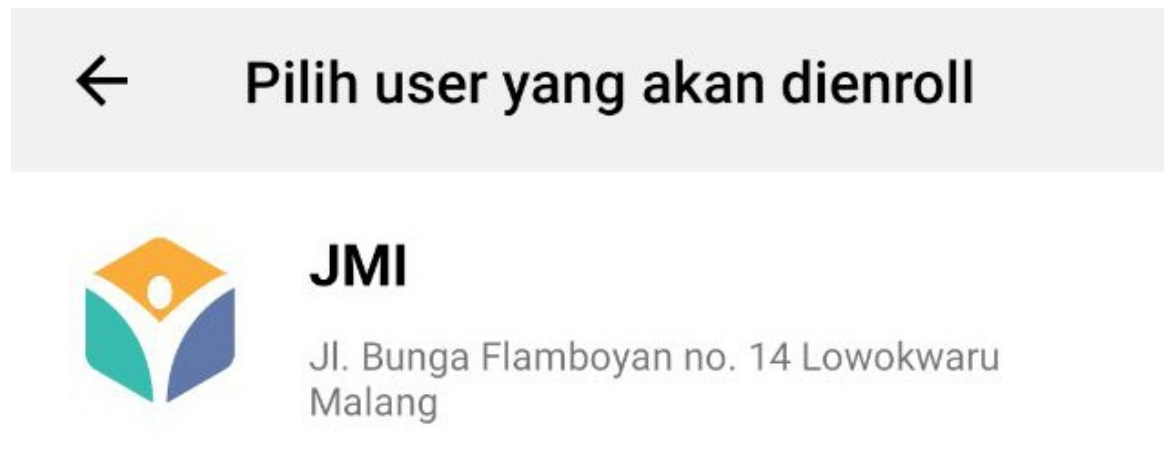 Pilih user yang akan dienroll
JMI
Jl. Bunga Flamboyan no. 14 Lowokwaru
Malang